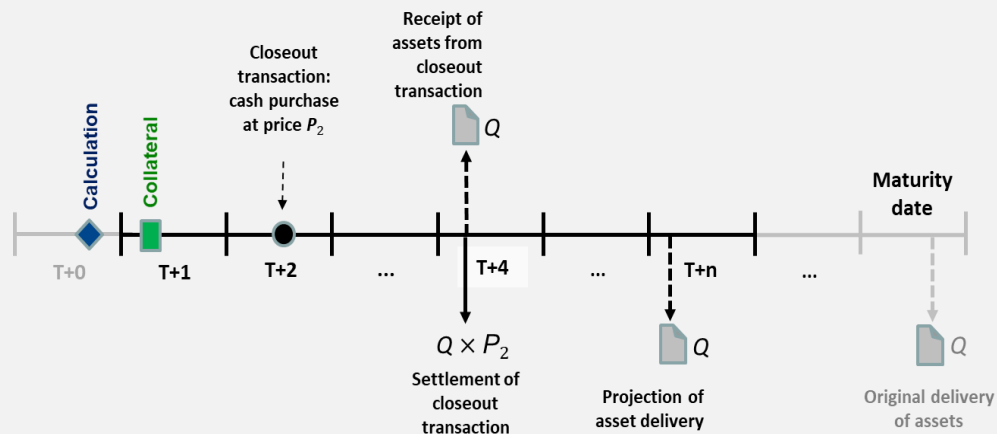 Receipt of
assets from
closeout
transaction
Q
Closeout
transaction:
cash purchase
at price P₂
Calculation
Collateral
Maturity
date
T+0
T+1
T+2
...
T+4
...
T+n
...
Q × P₂
Settlement of
closeout
transaction
Q
Projection of
asset delivery
Q
Original delivery
of assets